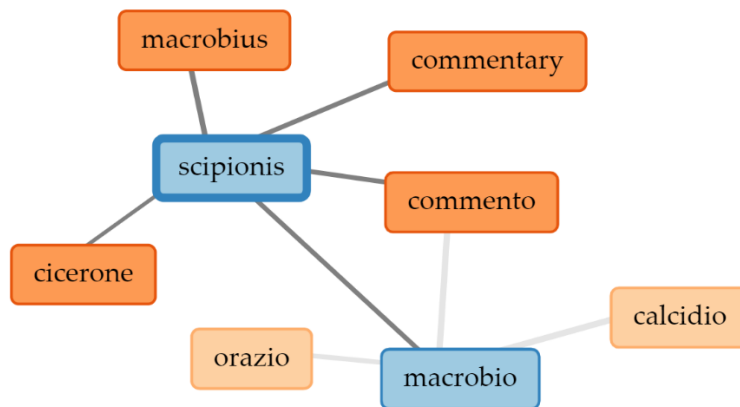 macrobius
commentary
scipionis
commento
cicerone
calcidio
orazio
macrobio